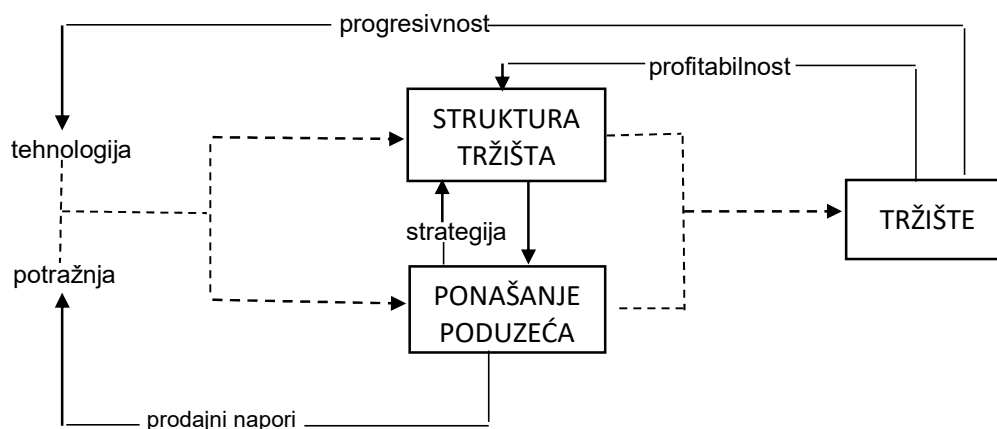 progresivnost
profitabilnost
STRUKTURA
TRŽIŠTA
tehnologija
TRŽIŠTE
strategija
potražnja
PONAŠANJE
PODUZEĆA
prodajni napori